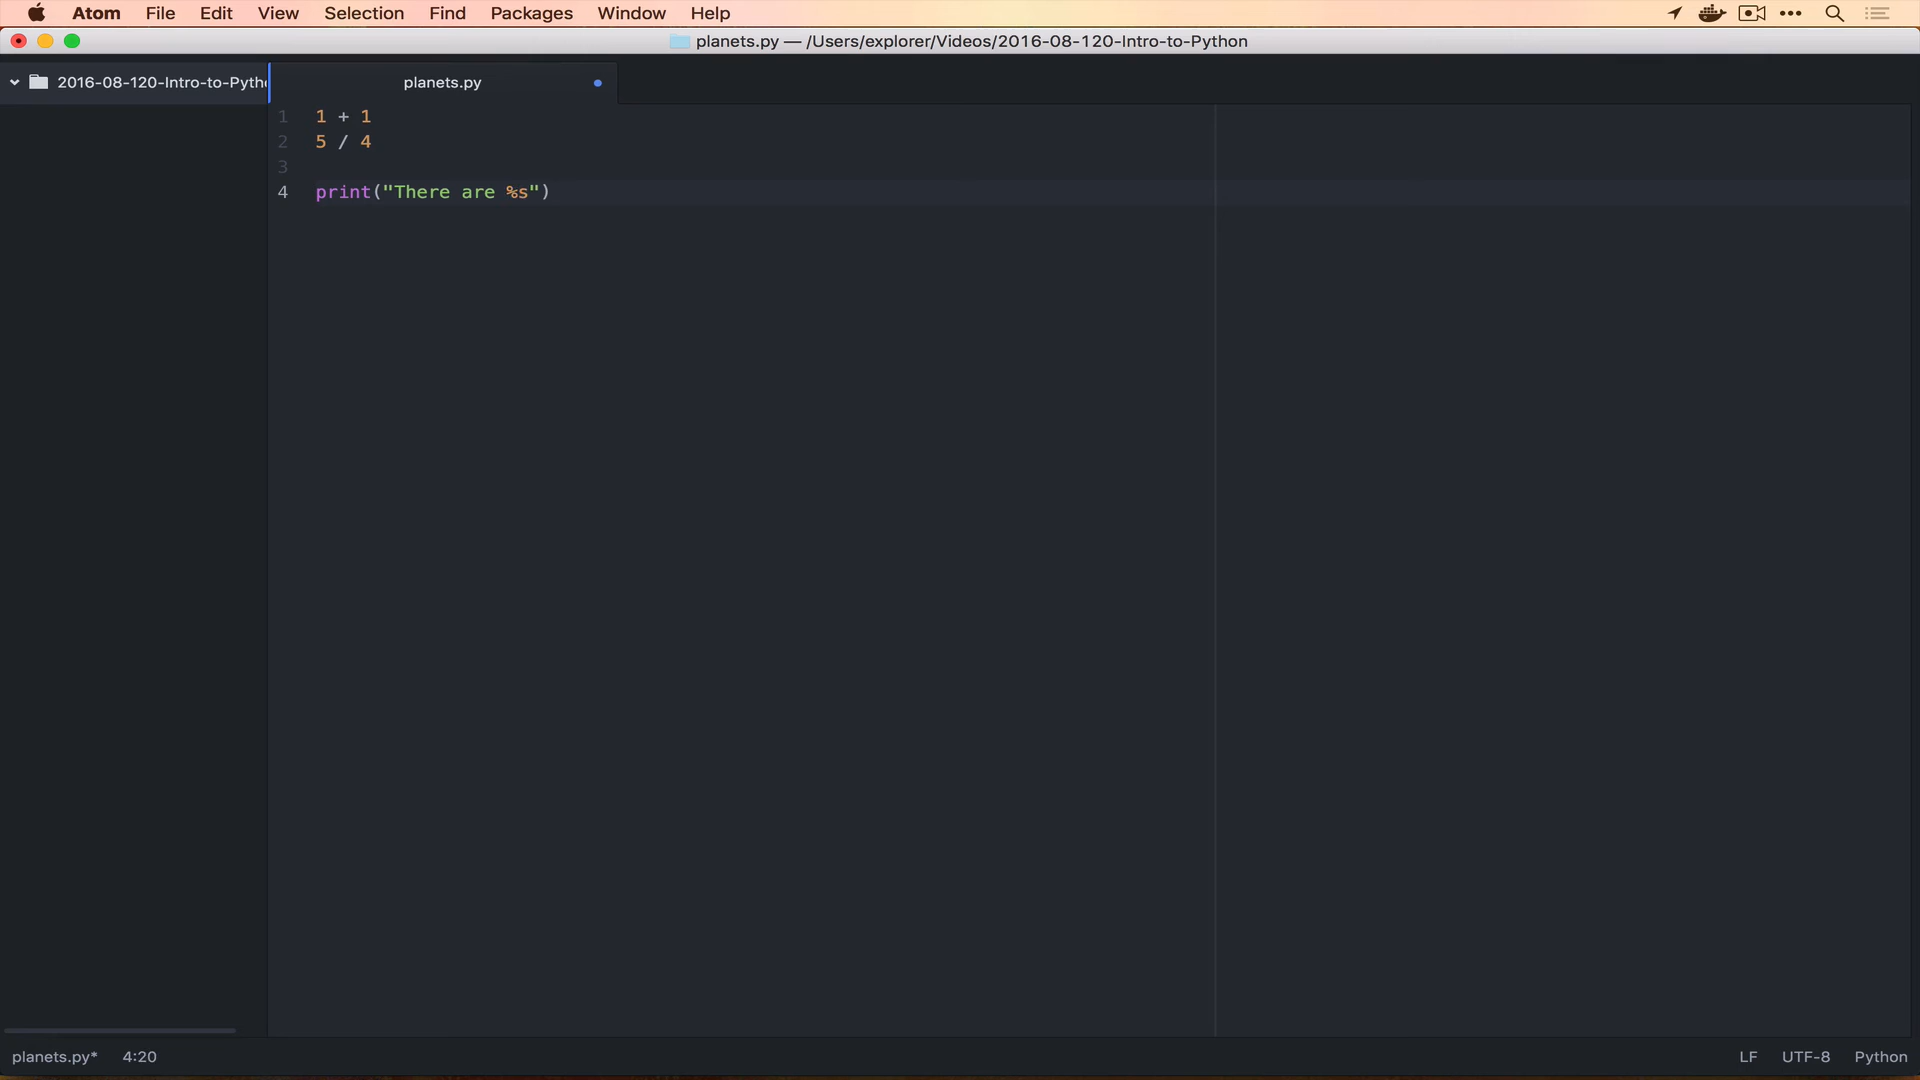 Atom File Edit View Selection Find Packages Window Help
planets.py — /Users/explorer/Videos/2016-08-120-Intro-to-Python
2016-08-120-Intro-to-Pytho
planets.py
1 1 + 1
2 5 / 4
3
4 print("There are %s")
planets.py* 4:20 LF UTF-8 Python